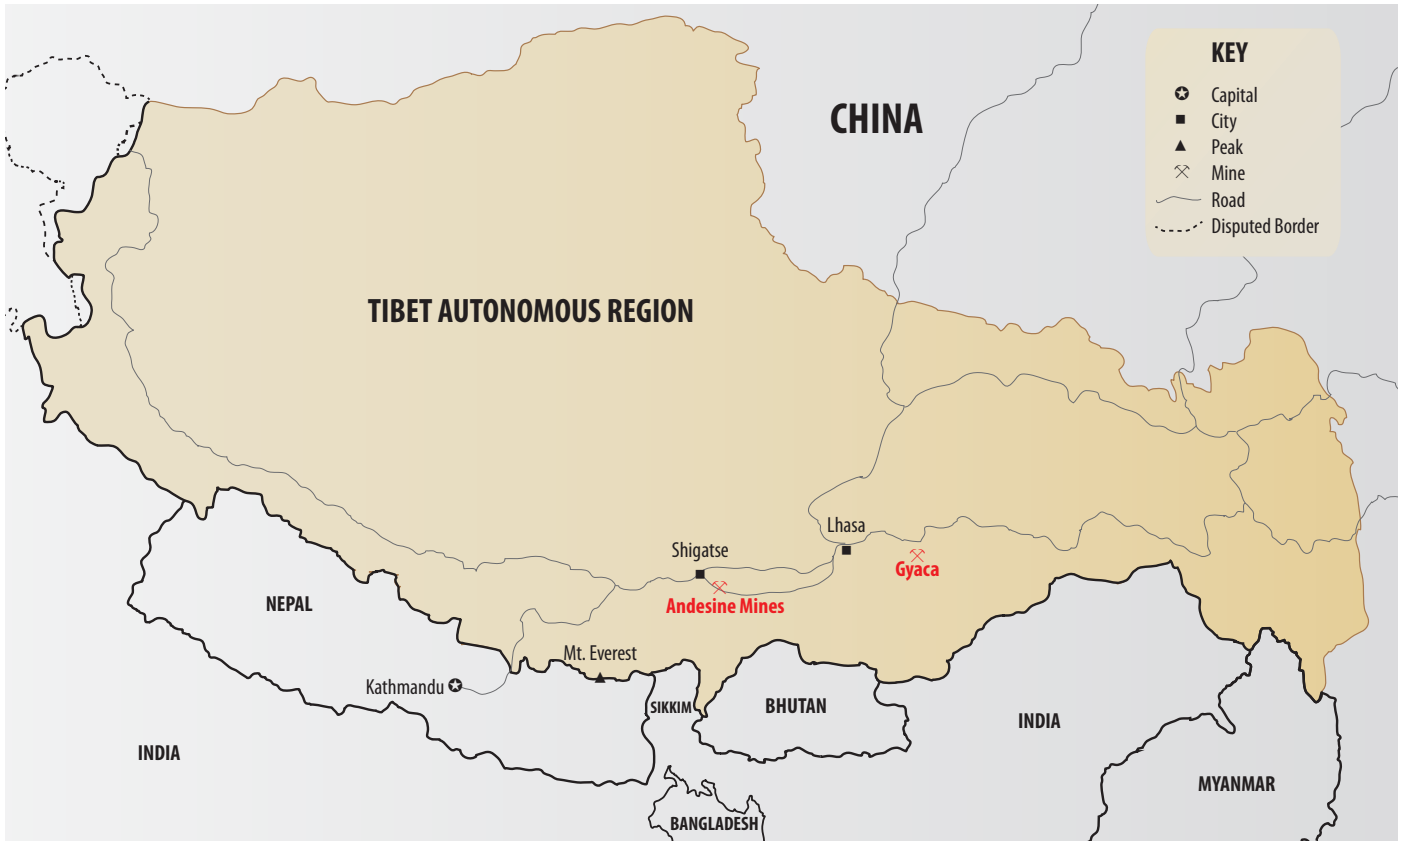 KEY
Capital
City
Peak
Mine
Road
Disputed Border
CHINA
TIBET AUTONOMOUS REGION
Lhasa
Shigatse
Gyaca
Andesine Mines
NEPAL
Mt. Everest
Kathmandu
SIKKIM
BHUTAN
INDIA
INDIA
MYANMAR
BANGLADESH